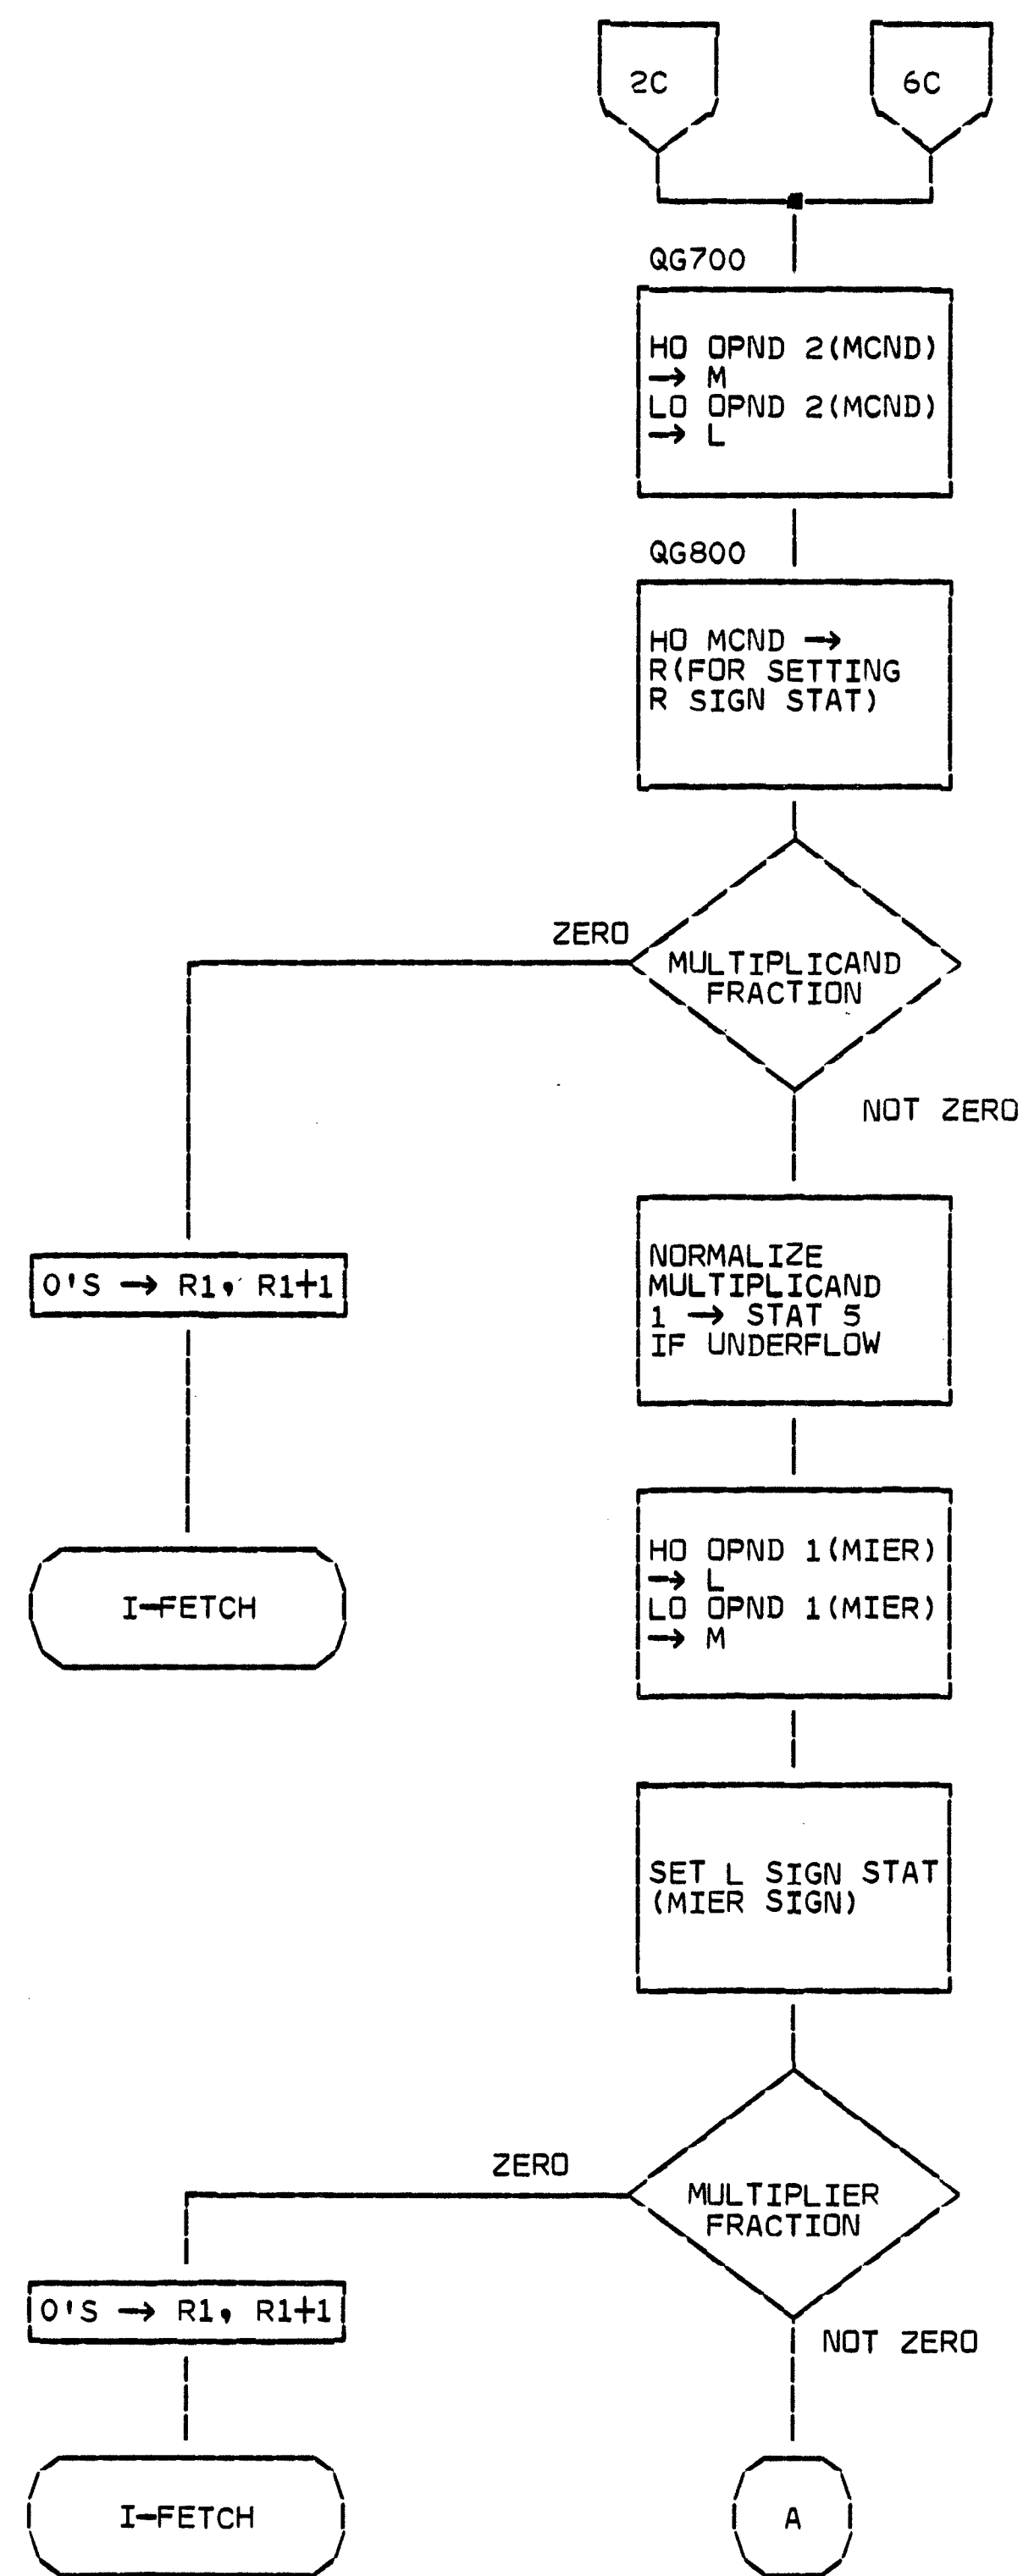 2C
6C
QG700
HO OPND 2(MCND)
→ M
LO OPND 2(MCND)
→ L
QG800
HO MCND →
R(FOR SETTING
R SIGN STAT)
ZERO
MULTIPLICAND
FRACTION
NOT ZERO
NORMALIZE
MULTIPLICAND
1 → STAT 5
IF UNDERFLOW
O'S → R1, R1+1
HO OPND 1(MIER)
→ L
LO OPND 1(MIER)
→ M
I-FETCH
SET L SIGN STAT
(MIER SIGN)
ZERO
MULTIPLIER
FRACTION
NOT ZERO
O'S → R1, R1+1
I-FETCH
A